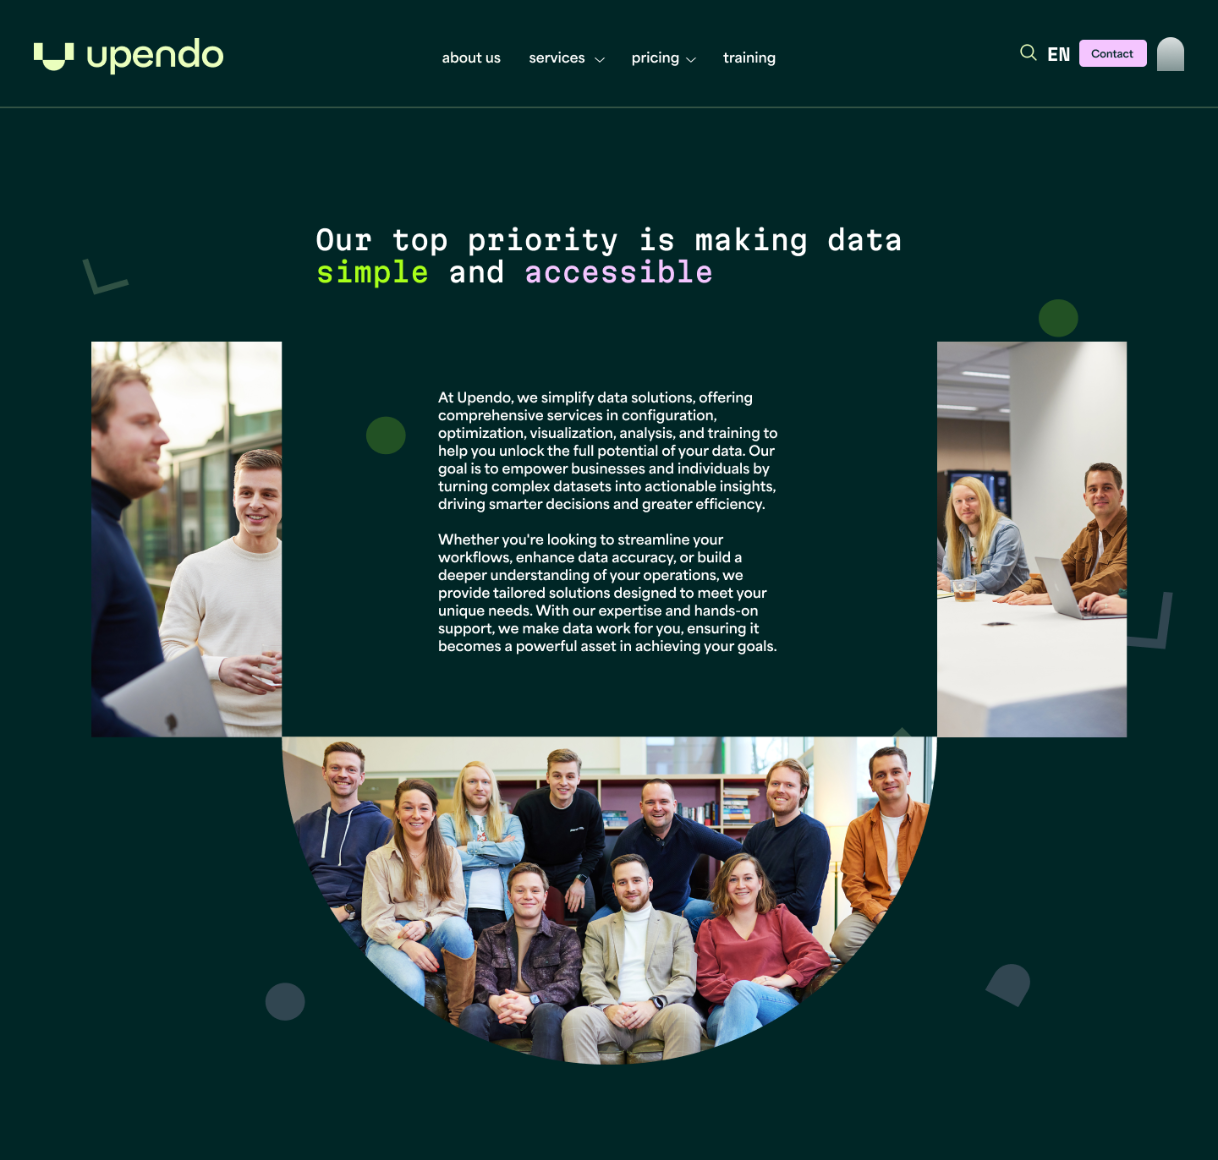 upendo
about us services pricing training
EN Contact
Our top priority is making data
simple and accessible
At Upendo, we simplify data solutions, offering
comprehensive services in configuration,
optimization, visualization, analysis, and training to
help you unlock the full potential of your data. Our
goal is to empower businesses and individuals by
turning complex datasets into actionable insights,
driving smarter decisions and greater efficiency.
Whether you're looking to streamline your
workflows, enhance data accuracy, or build a
deeper understanding of your operations, we
provide tailored solutions designed to meet your
unique needs. With our expertise and hands-on
support, we make data work for you, ensuring it
becomes a powerful asset in achieving your goals.